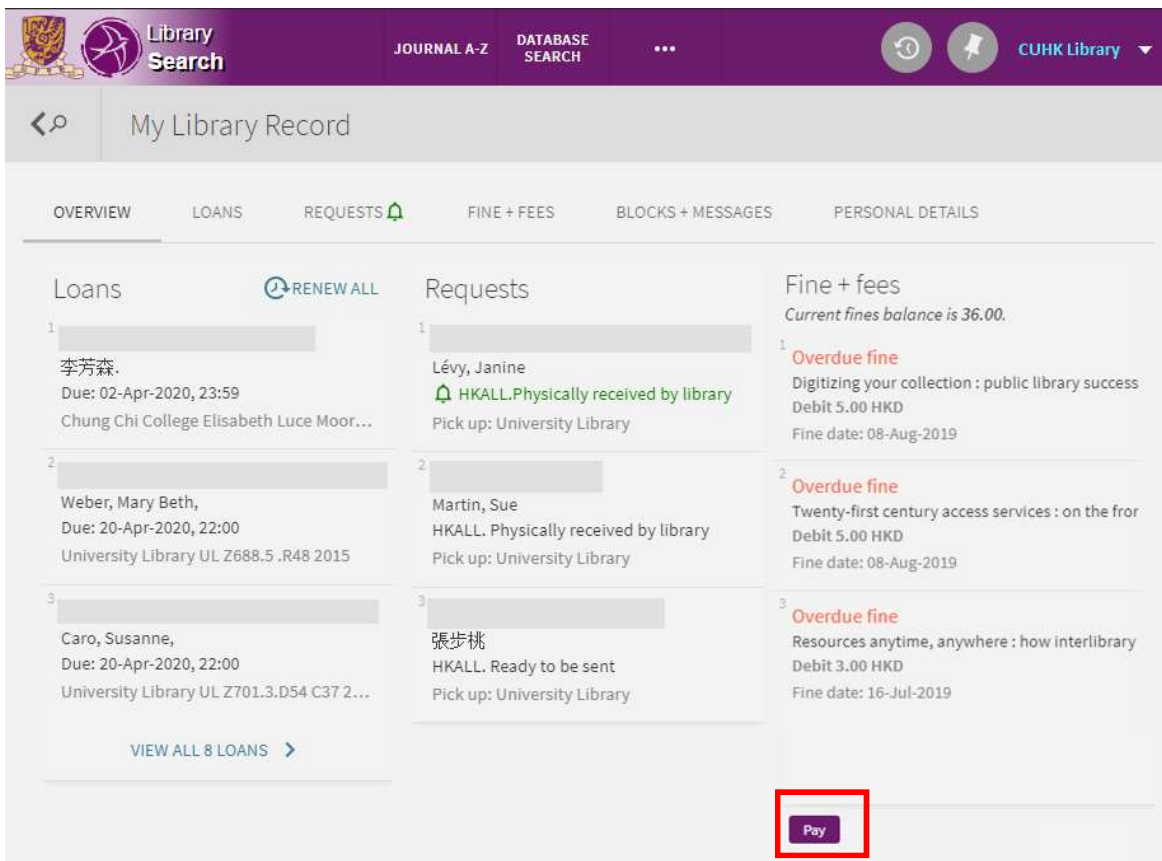 Library
Search
JOURNAL A-Z
DATABASE
SEARCH
•••
CUHK Library
My Library Record
OVERVIEW
LOANS
REQUESTS
FINE + FEES
BLOCKS + MESSAGES
PERSONAL DETAILS
Loans
RENEW ALL
1
李芳森.
Due: 02-Apr-2020, 23:59
Chung Chi College Elisabeth Luce Moor...
2
Weber, Mary Beth,
Due: 20-Apr-2020, 22:00
University Library UL Z688.5 .R48 2015
3
Caro, Susanne,
Due: 20-Apr-2020, 22:00
University Library UL Z701.3.D54 C37 2...
VIEW ALL 8 LOANS
Requests
1
Lévy, Janine
HKALL.Physically received by library
Pick up: University Library
2
Martin, Sue
HKALL. Physically received by library
Pick up: University Library
3
張步桃
HKALL. Ready to be sent
Pick up: University Library
Fine + fees
Current fines balance is 36.00.
1
Overdue fine
Digitizing your collection : public library success
Debit 5.00 HKD
Fine date: 08-Aug-2019
2
Overdue fine
Twenty-first century access services : on the fror
Debit 5.00 HKD
Fine date: 08-Aug-2019
3
Overdue fine
Resources anytime, anywhere : how interlibrary
Debit 3.00 HKD
Fine date: 16-Jul-2019
Pay